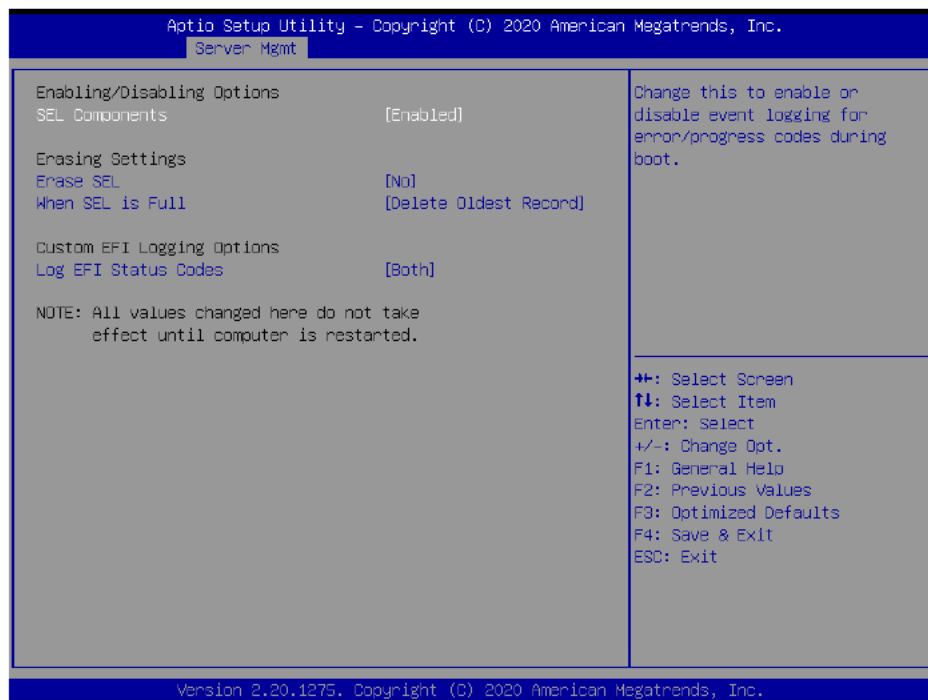 Aptio Setup Utility – Copyright (C) 2020 American Megatrends, Inc.
Server Mgmt
Enabling/Disabling Options
SEL Components [Enabled]
Erasing Settings
Erase SEL [No]
When SEL is Full [Delete Oldest Record]
Custom EFI Logging Options
Log EFI Status Codes [Both]
NOTE: All values changed here do not take
effect until computer is restarted.
Change this to enable or
disable event logging for
error/progress codes during
boot.
→←: Select Screen
↑↓: Select Item
Enter: Select
+/-: Change Opt.
F1: General Help
F2: Previous Values
F3: Optimized Defaults
F4: Save & Exit
ESC: Exit
Version 2.20.1275. Copyright (C) 2020 American Megatrends, Inc.